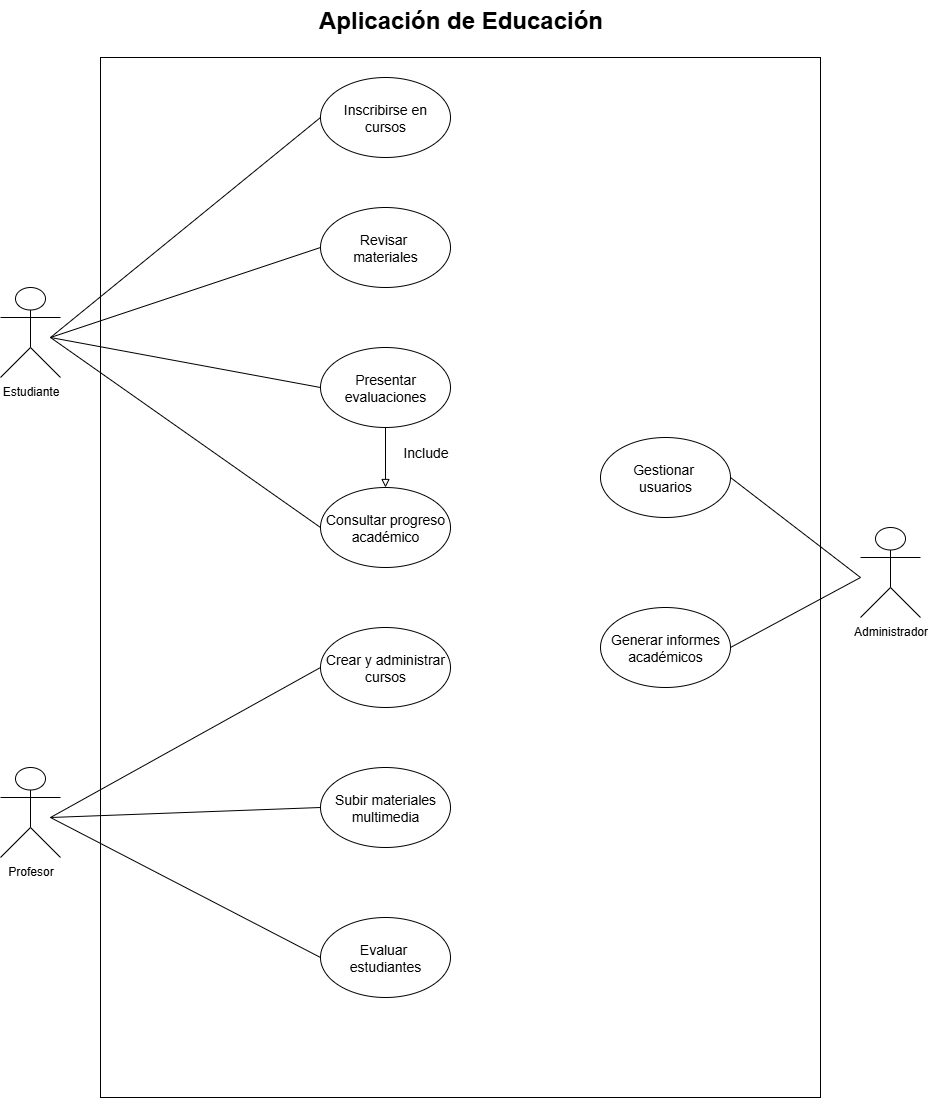 Aplicación de Educación
Inscribirse en
cursos
Revisar
materiales
Estudiante
Presentar
evaluaciones
Include
Consultar progreso
académico
Gestionar
usuarios
Administrador
Generar informes
académicos
Crear y administrar
cursos
Profesor
Subir materiales
multimedia
Evaluar
estudiantes